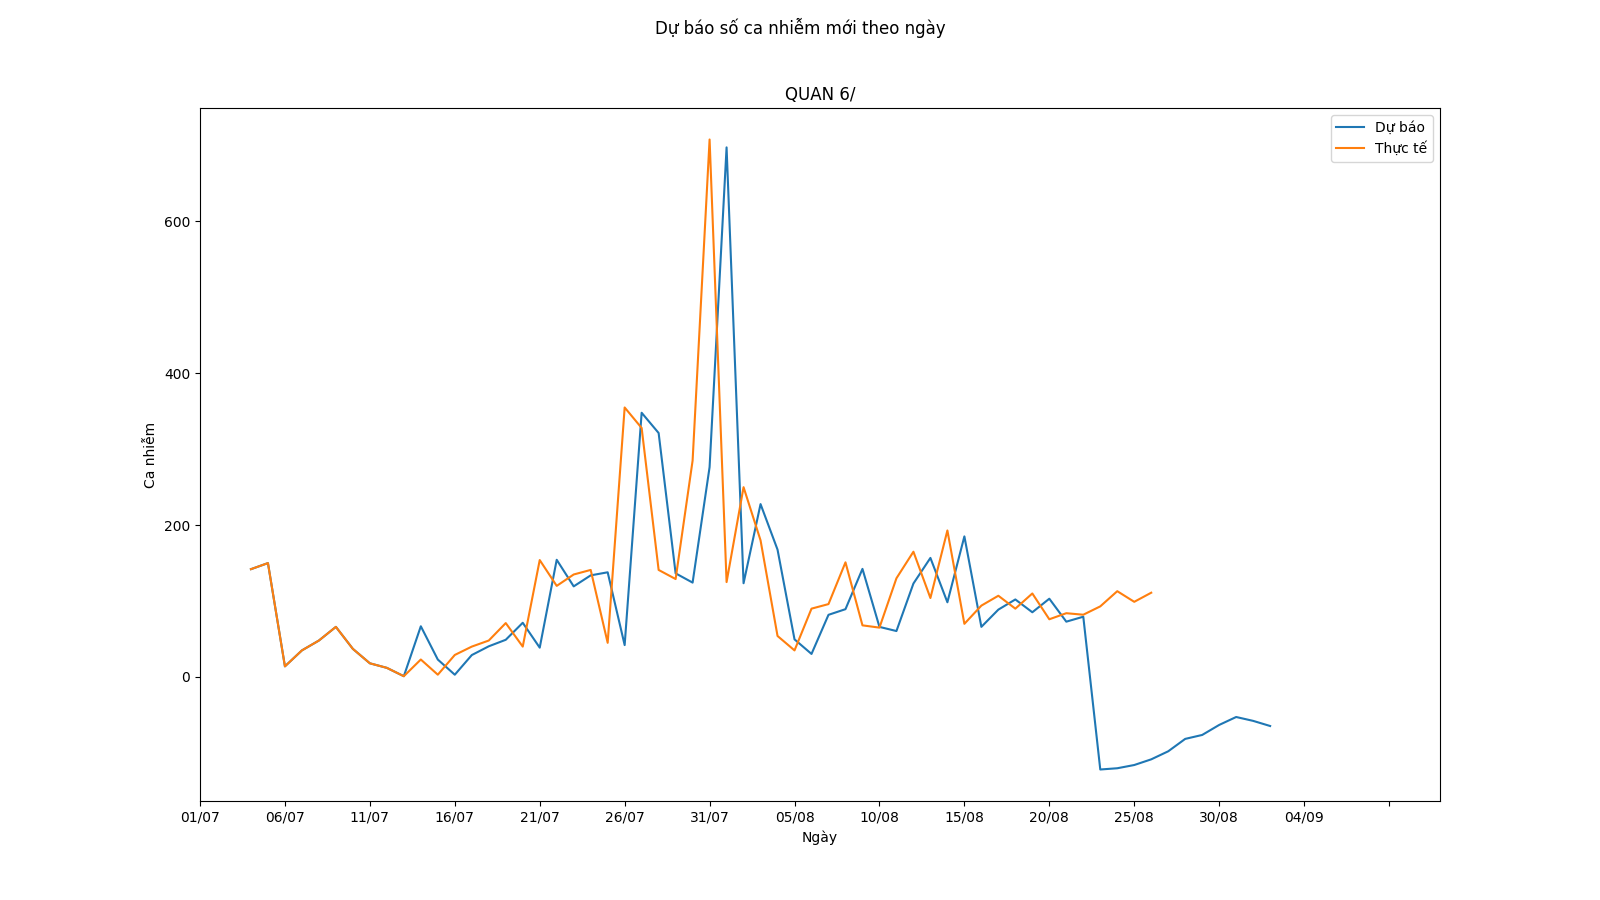 Dự báo số ca nhiễm mới theo ngày
QUAN 6/
Dự báo
Thực tế
600
400
200
0
Ca nhiễm
01/07 06/07 11/07 16/07 21/07 26/07 31/07 05/08 10/08 15/08 20/08 25/08 30/08 04/09
Ngày